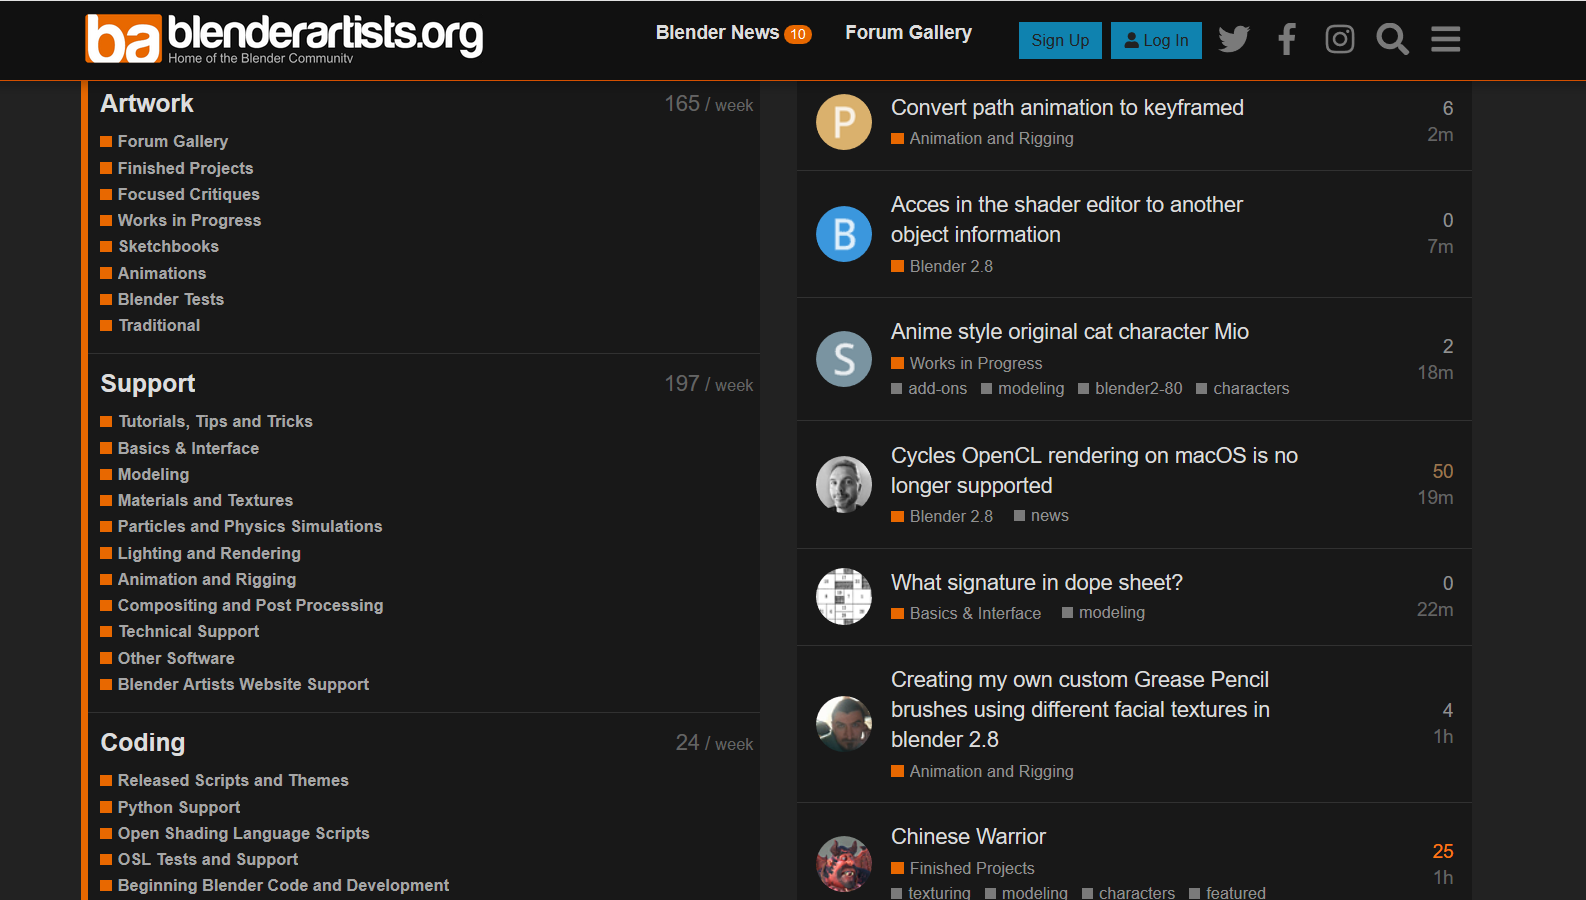 ba blenderartists.org
Home of the Blender Community
Blender News 10
Forum Gallery
Sign Up
Log In
Artwork
165 / week
Forum Gallery
Finished Projects
Focused Critiques
Works in Progress
Sketchbooks
Animations
Blender Tests
Traditional
Support
197 / week
Tutorials, Tips and Tricks
Basics & Interface
Modeling
Materials and Textures
Particles and Physics Simulations
Lighting and Rendering
Animation and Rigging
Compositing and Post Processing
Technical Support
Other Software
Blender Artists Website Support
Coding
24 / week
Released Scripts and Themes
Python Support
Open Shading Language Scripts
OSL Tests and Support
Beginning Blender Code and Development
P
Convert path animation to keyframed
6
Animation and Rigging
2m
B
Acces in the shader editor to another
object information
0
7m
Blender 2.8
S
Anime style original cat character Mio
2
Works in Progress
18m
add-ons modeling blender2-80 characters
Cycles OpenCL rendering on macOS is no
longer supported
50
19m
Blender 2.8 news
What signature in dope sheet?
0
Basics & Interface modeling
22m
Creating my own custom Grease Pencil
brushes using different facial textures in
blender 2.8
4
1h
Animation and Rigging
Chinese Warrior
25
Finished Projects
1h
texturing modeling characters featured